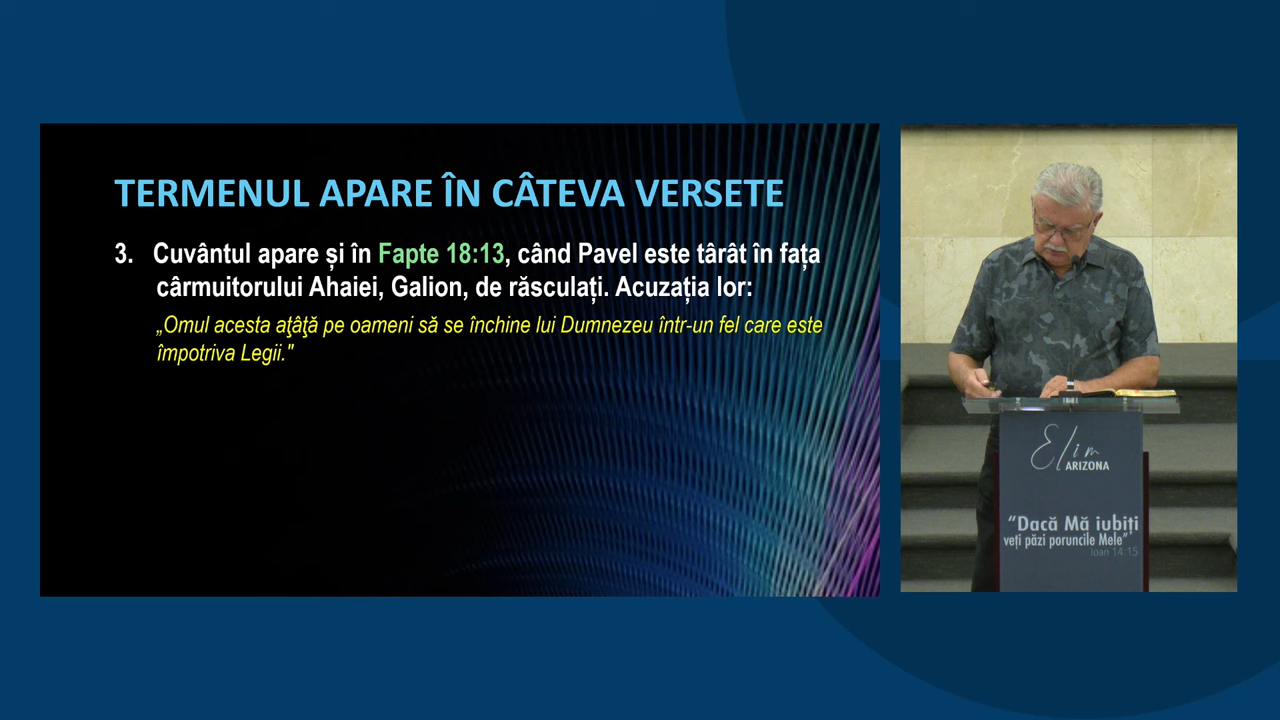 TERMENUL APARE ÎN CÂTEVA VERSETE
3. Cuvântul apare și în Fapte 18:13, când Pavel este târât în fața
cârmuitorului Ahaiei, Galion, de răsculați. Acuzația lor:
„Omul acesta aţâţă pe oameni să se închine lui Dumnezeu într-un fel care este
împotriva Legii."
Elim
ARIZONA
“Dacă Mă iubiți
veți păzi poruncile Mele”
Ioan 14:15